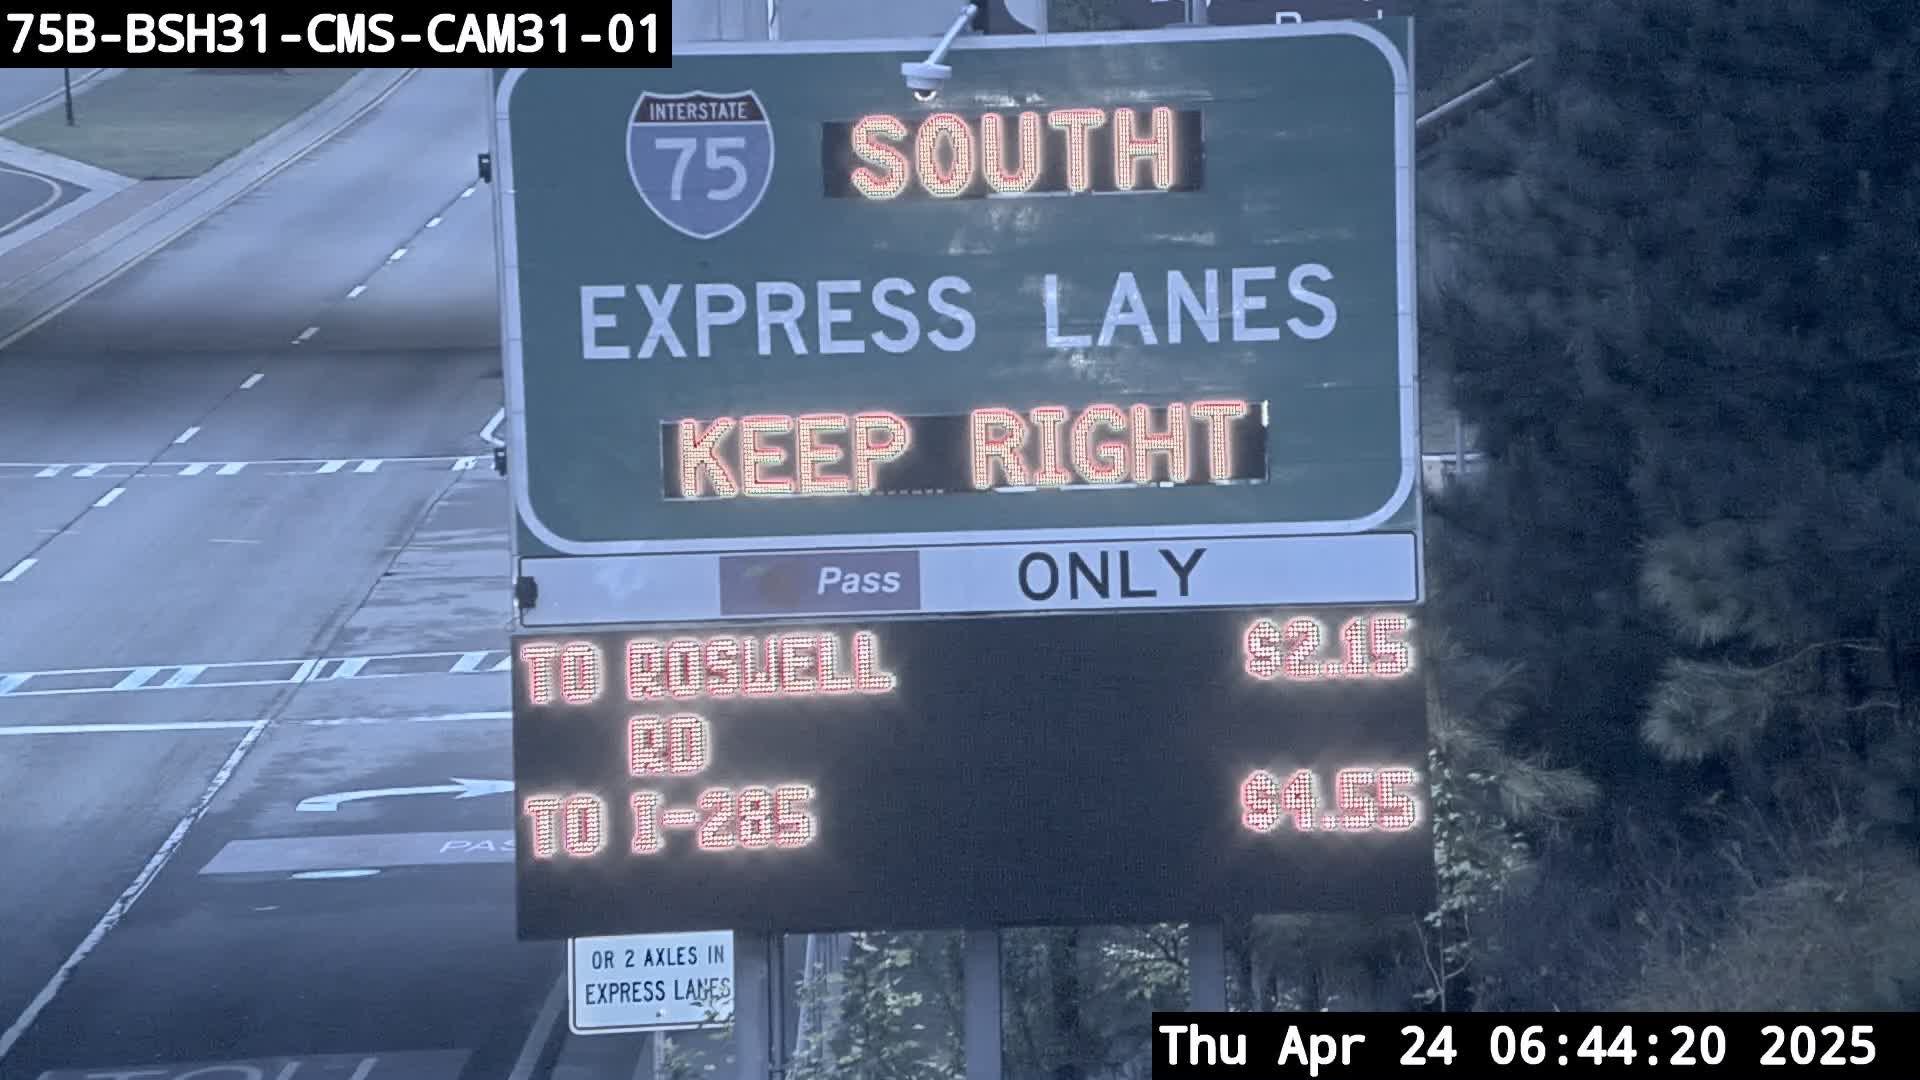 75B-BSH31-CMS-CAM31-01
INTERSTATE
75
SOUTH
EXPRESS LANES
KEEP RIGHT
Pass ONLY
TO ROSWELL $2.15
RD
TO I-285 $4.55
OR 2 AXLES IN
EXPRESS LANES
TOLL
Thu Apr 24 06:44:20 2025